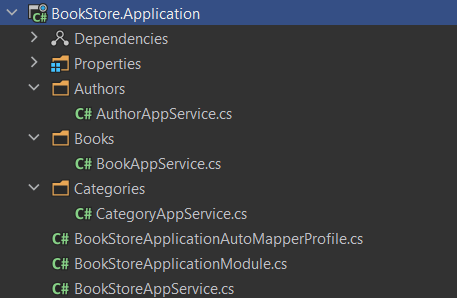 BookStore.Application
Dependencies
Properties
Authors
C# AuthorAppService.cs
Books
C# BookAppService.cs
Categories
C# CategoryAppService.cs
C# BookStoreApplicationAutoMapperProfile.cs
C# BookStoreApplicationModule.cs
C# BookStoreAppService.cs